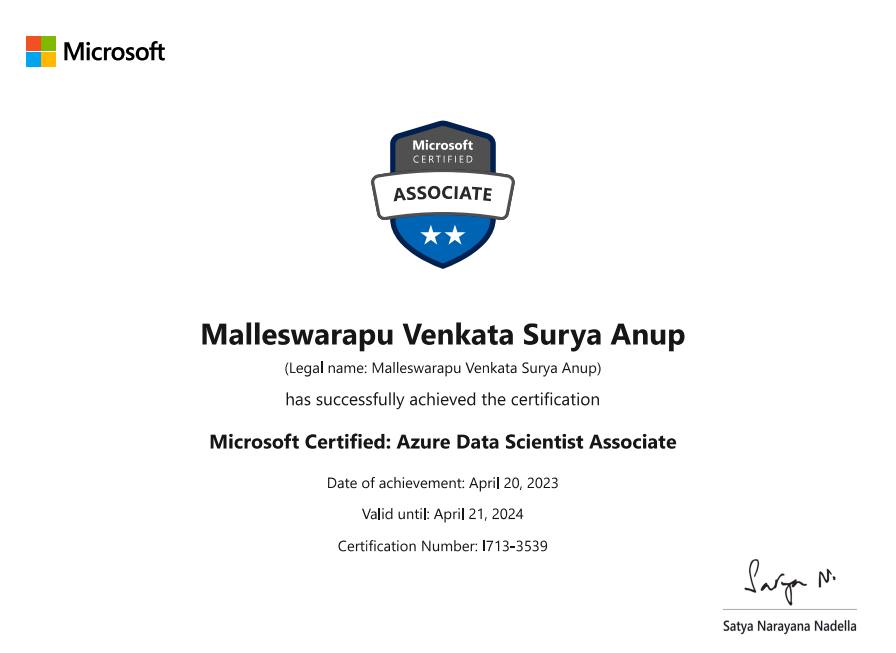 Microsoft
Microsoft
CERTIFIED
ASSOCIATE
Malleswarapu Venkata Surya Anup
(Legal name: Malleswarapu Venkata Surya Anup)
has successfully achieved the certification
Microsoft Certified: Azure Data Scientist Associate
Date of achievement: April 20, 2023
Valid until: April 21, 2024
Certification Number: I713-3539
Satya N.
Satya Narayana Nadella